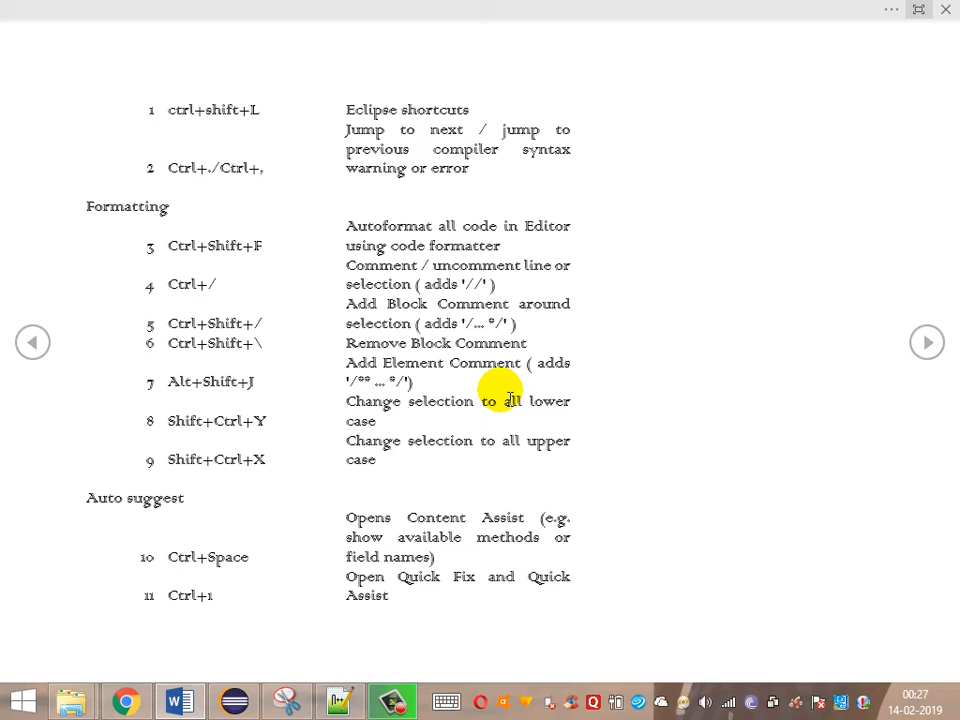 1 ctrl+shift+L Eclipse shortcuts
Jump to next / jump to
previous compiler syntax
2 Ctrl+./Ctrl+, warning or error
Formatting
Autoformat all code in Editor
3 Ctrl+Shift+F using code formatter
Comment / uncomment line or
4 Ctrl+/ selection ( adds '//' )
Add Block Comment around
5 Ctrl+Shift+/ selection ( adds '/... */' )
6 Ctrl+Shift+\ Remove Block Comment
Add Element Comment ( adds
7 Alt+Shift+J '/** ... */')
Change selection to all lower
8 Shift+Ctrl+Y case
Change selection to all upper
9 Shift+Ctrl+X case
Auto suggest
Opens Content Assist (e.g.
show available methods or
10 Ctrl+Space field names)
Open Quick Fix and Quick
11 Ctrl+1 Assist
00:27
14-02-2019